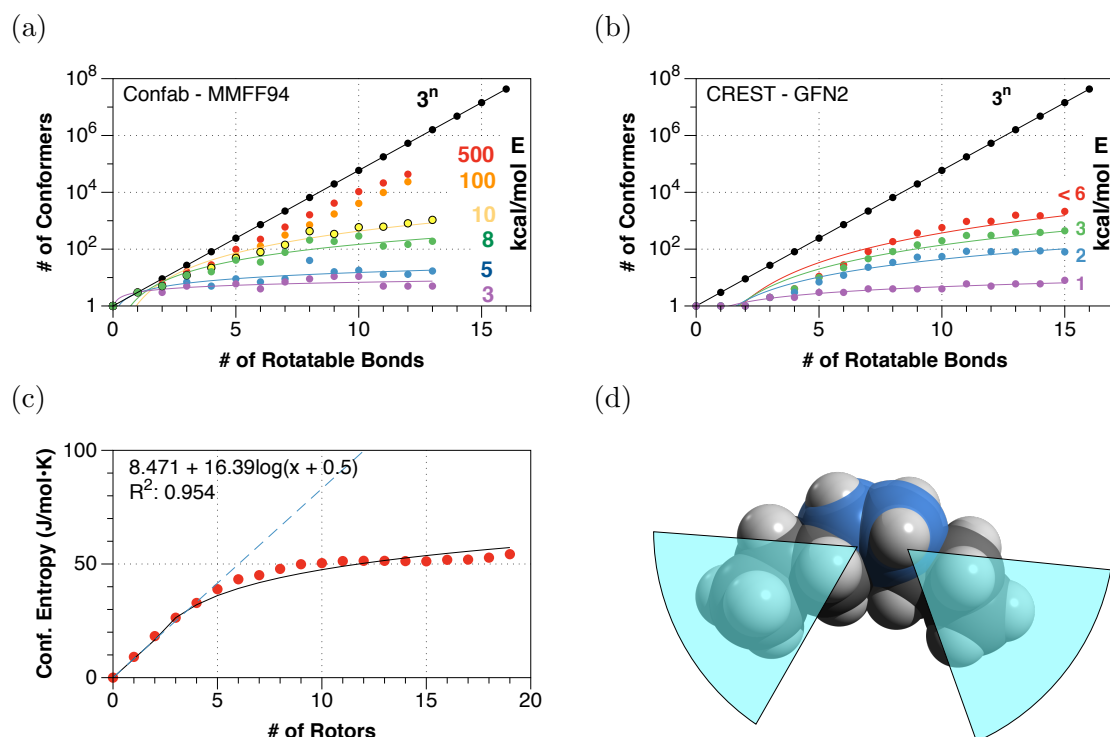 (a)
# of Conformers
10⁸
10⁶
10⁴
10²
1
Confab - MMFF94
3ⁿ
500
100
10
8
5
3
E
kcal/mol
0
5
10
15
# of Rotatable Bonds
(b)
# of Conformers
10⁸
10⁶
10⁴
10²
1
CREST - GFN2
3ⁿ
< 6
3
2
1
E
kcal/mol
0
5
10
15
# of Rotatable Bonds
(c)
Conf. Entropy (J/mol·K)
100
50
0
8.471 + 16.39log(x + 0.5)
R²: 0.954
0
5
10
15
20
# of Rotors
(d)